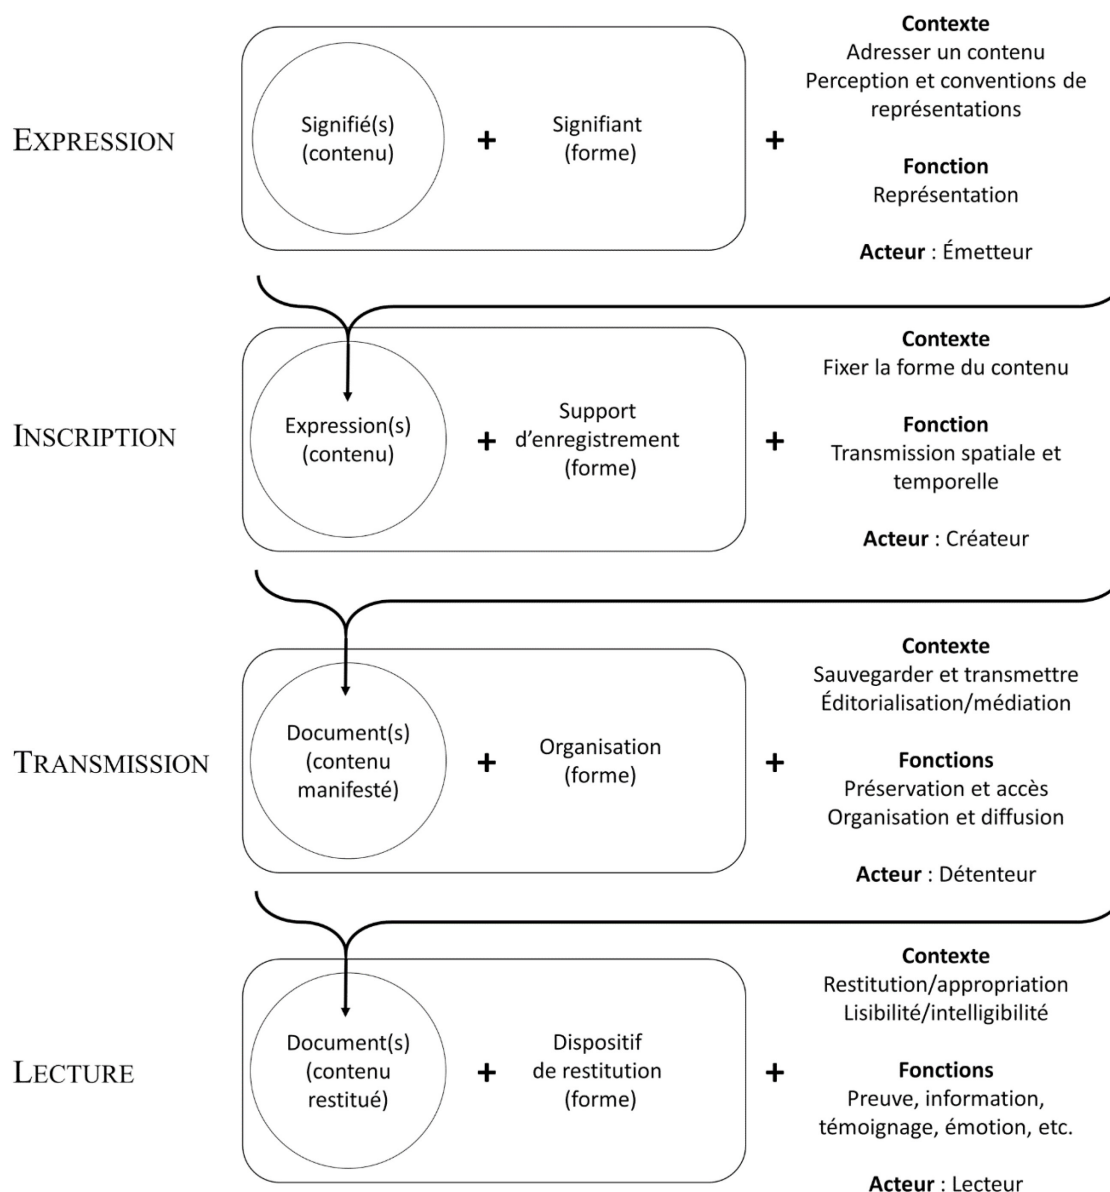 EXPRESSION
Signifié(s)
(contenu)
+
Signifiant
(forme)
+
Contexte
Adresser un contenu
Perception et conventions de
représentations
Fonction
Représentation
Acteur : Émetteur
INSCRIPTION
Expression(s)
(contenu)
+
Support
d'enregistrement
(forme)
+
Contexte
Fixer la forme du contenu
Fonction
Transmission spatiale et
temporelle
Acteur : Créateur
TRANSMISSION
Document(s)
(contenu
manifesté)
+
Organisation
(forme)
+
Contexte
Sauvegarder et transmettre
Éditorialisation/médiation
Fonctions
Préservation et accès
Organisation et diffusion
Acteur : Détenteur
LECTURE
Document(s)
(contenu
restitué)
+
Dispositif
de restitution
(forme)
+
Contexte
Restitution/appropriation
Lisibilité/intelligibilité
Fonctions
Preuve, information,
témoignage, émotion, etc.
Acteur : Lecteur